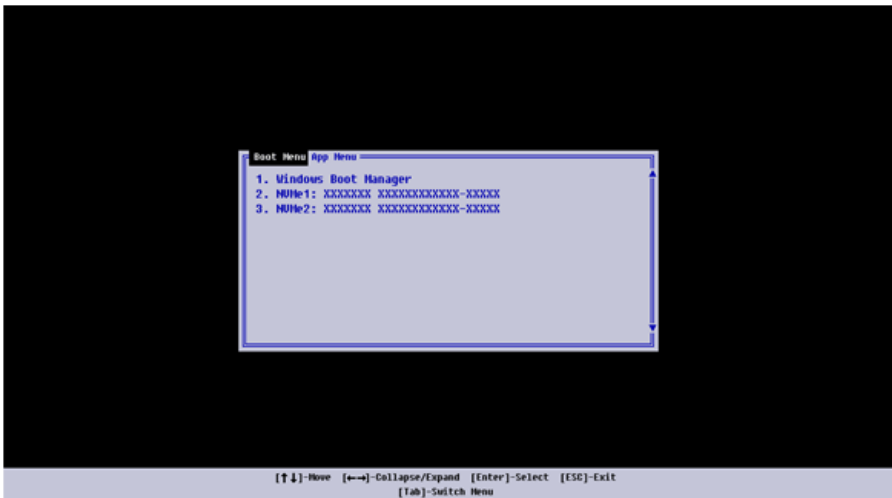 Boot Menu App Menu
1. Windows Boot Manager
2. NVMe1: XXXXXXX XXXXXXXXXXXX-XXXXX
3. NVMe2: XXXXXXX XXXXXXXXXXXX-XXXXX
[↑↓]-Move [←→]-Collapse/Expand [Enter]-Select [ESC]-Exit
[Tab]-Switch Menu